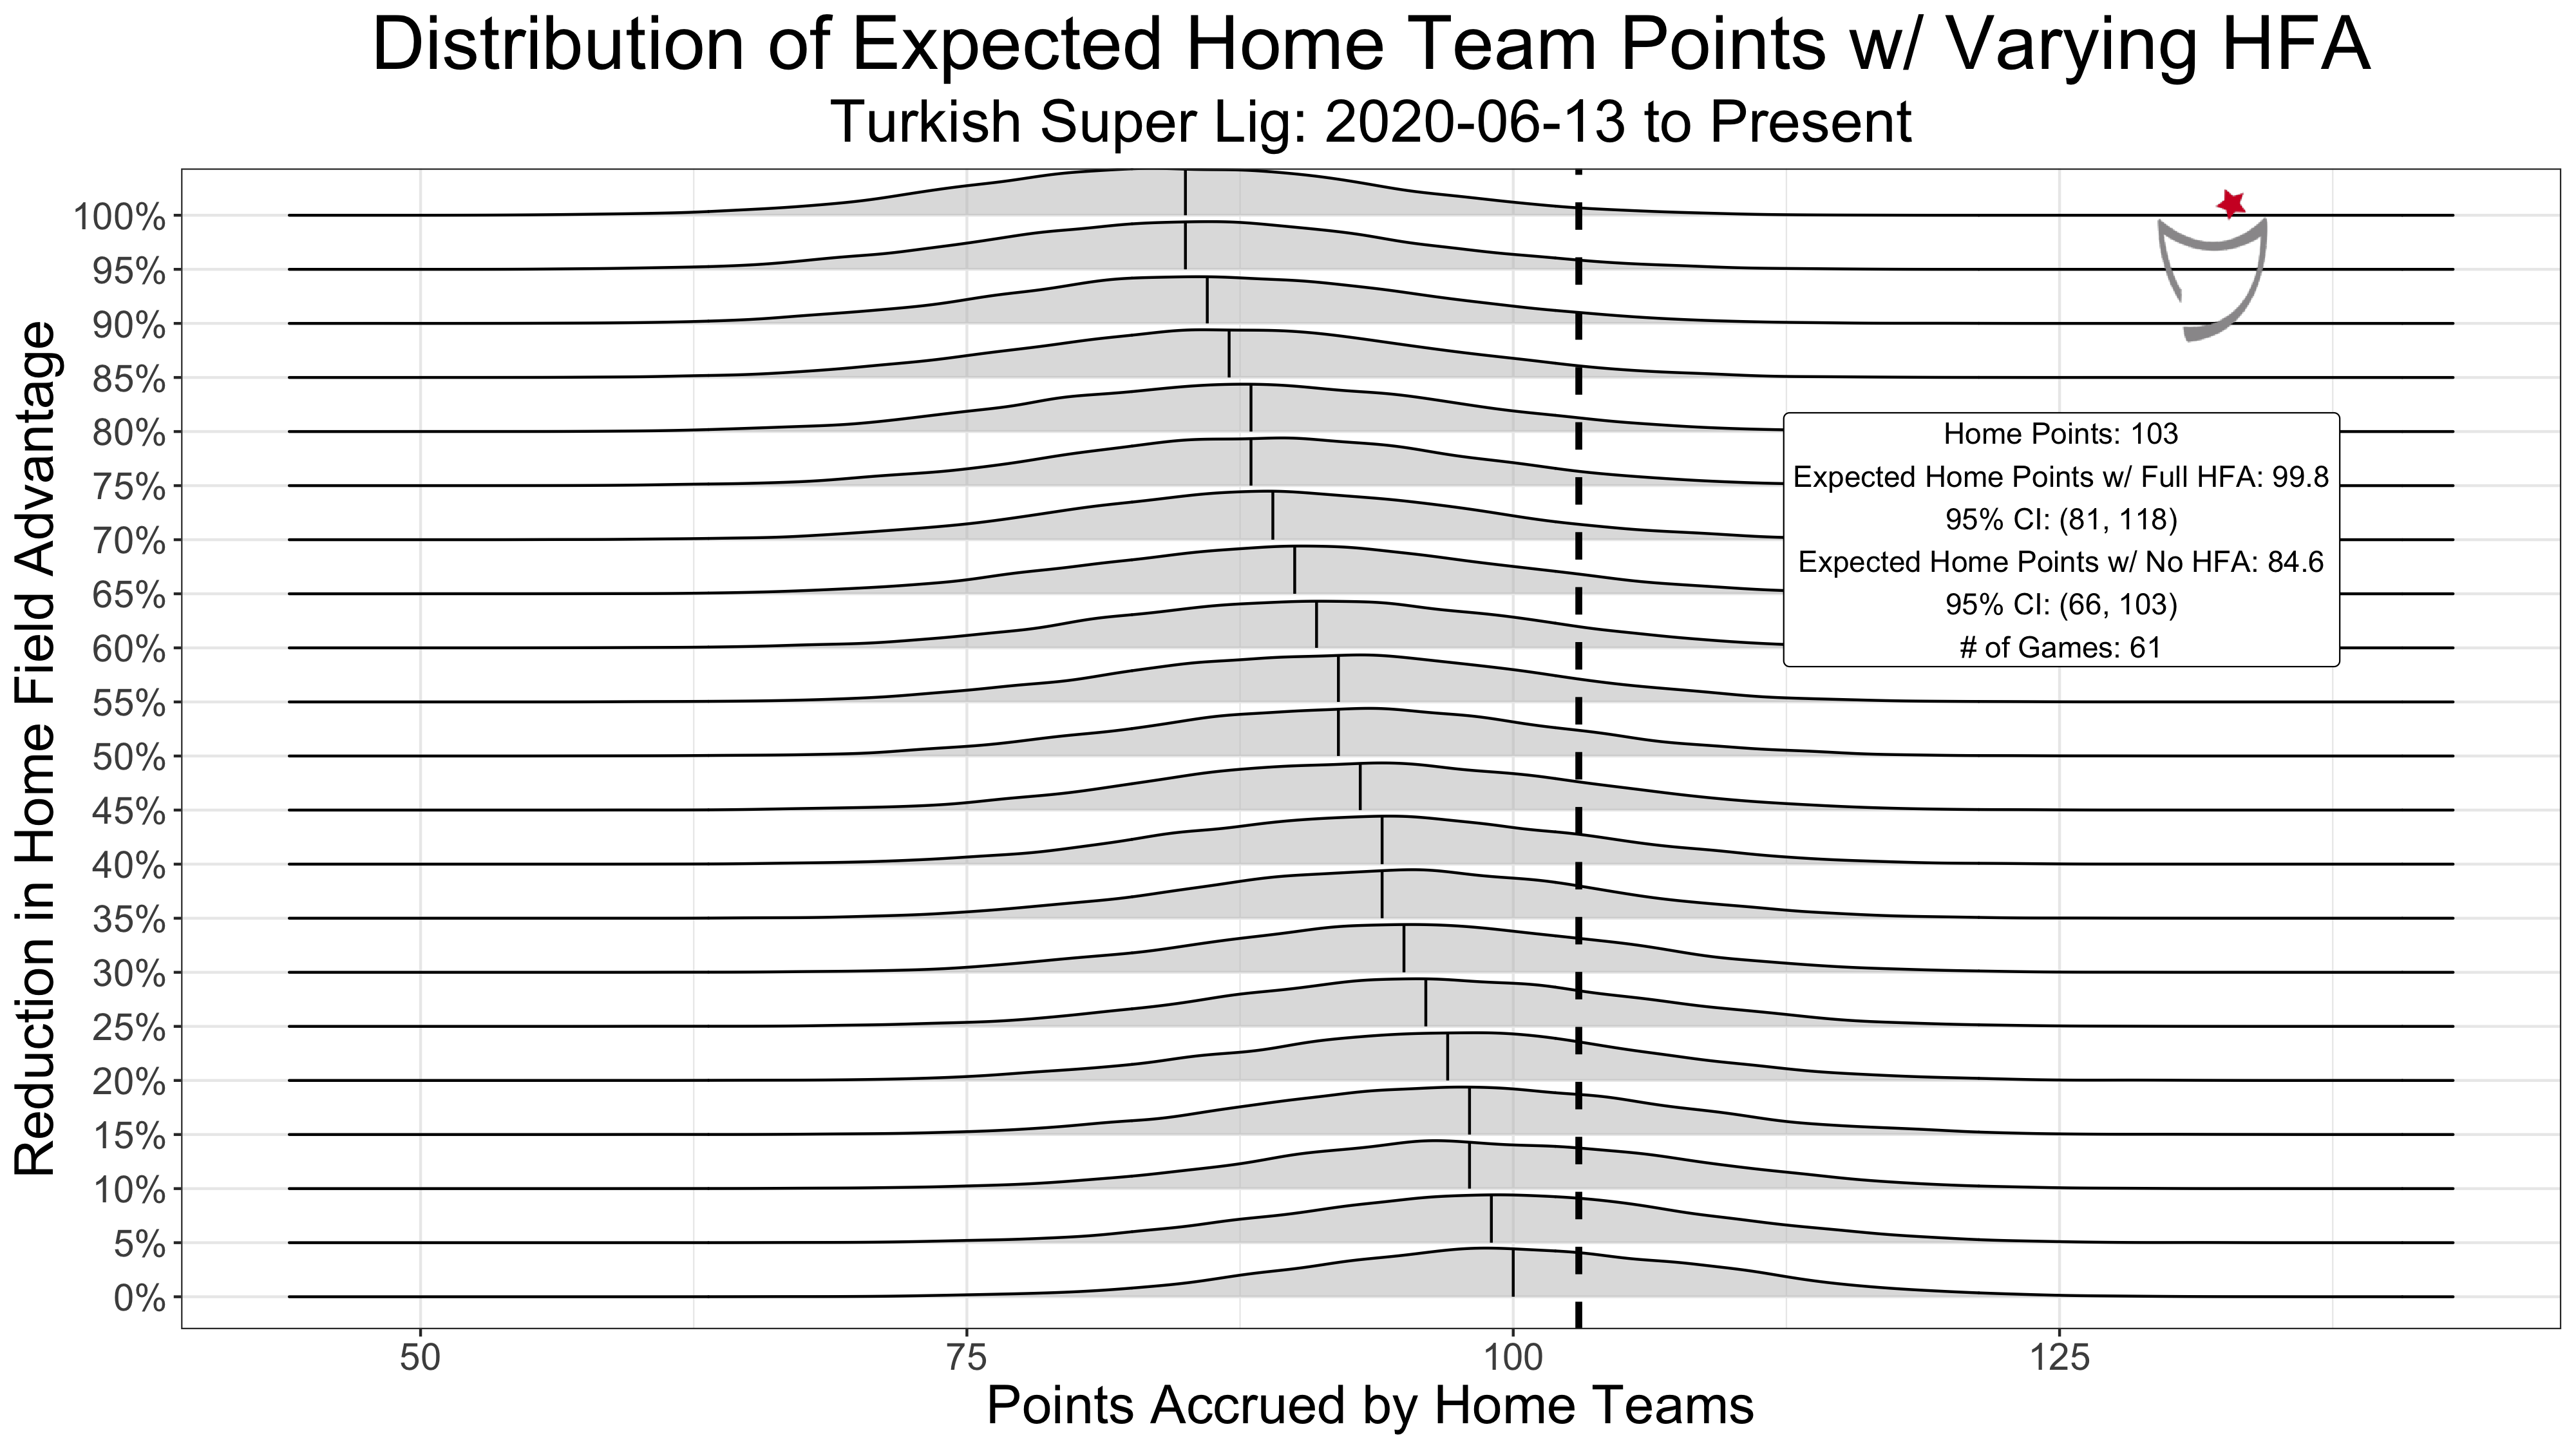 Distribution of Expected Home Team Points w/ Varying HFA
Turkish Super Lig: 2020-06-13 to Present
Reduction in Home Field Advantage
100%
95%
90%
85%
80%
75%
70%
65%
60%
55%
50%
45%
40%
35%
30%
25%
20%
15%
10%
5%
0%
Home Points: 103
Expected Home Points w/ Full HFA: 99.8
95% CI: (81, 118)
Expected Home Points w/ No HFA: 84.6
95% CI: (66, 103)
# of Games: 61
50 75 100 125
Points Accrued by Home Teams